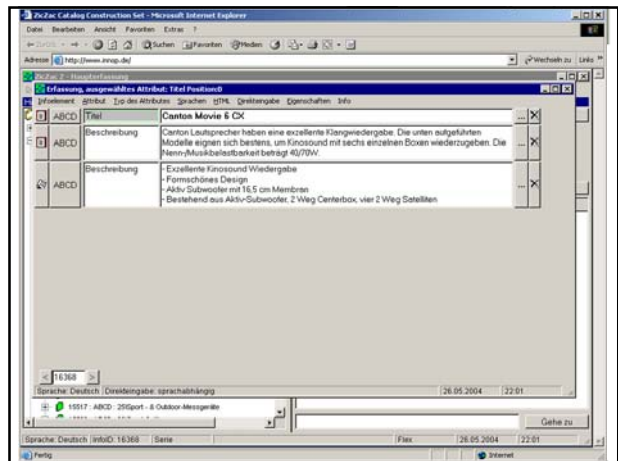 ZicZac Catalog Construction Set - Microsoft Internet Explorer
Datei Bearbeiten Ansicht Favoriten Extras ?
Suchen Favoriten Medien
Adresse http://www.innop.de/ Wechseln zu Links
ZicZac 2 - Haupterfassung
Erfassung, ausgewähltes Attribut: Titel Position:0
Infoelement Attribut Typ des Attributes Sprachen HTML Direkteingabe Eigenschaften Info
ABCD Titel Canton Movie 6 CX ...
ABCD Beschreibung Canton Lautsprecher haben eine exzellente Klangwiedergabe. Die unten aufgeführten
Modelle eignen sich bestens, um Kinosound mit sechs einzelnen Boxen wiederzugeben. Die
Nenn-/Musikbelastbarkeit beträgt 40/70W.
...
ABCD Beschreibung - Exzellente Kinosound Wiedergabe
- Formschönes Design
- Aktiv Subwoofer mit 16,5 cm Membran
- Bestehend aus Aktiv-Subwoofer, 2 Weg Centerbox, vier 2 Weg Satelliten
...
< 16368 >
Sprache: Deutsch Direkteingabe: sprachabhängig 26.05.2004 22:01
15517 : ABCD : 25|Sport - & Outdoor-Messgeräte
Gehe zu
Sprache: Deutsch InfoID: 16368 Serie Flex 26.05.2004 22:01
Fertig Internet